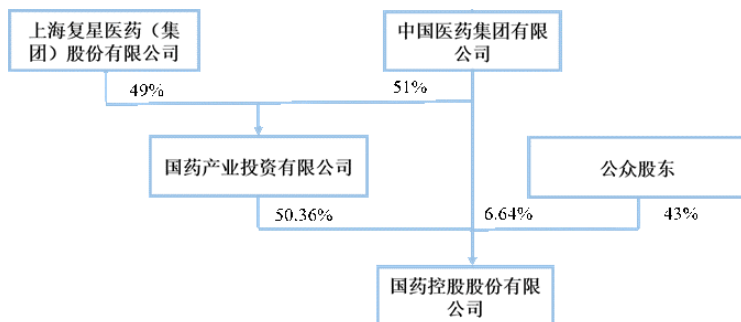 上海复星医药（集
团）股份有限公司
中国医药集团有限
公司
49%
51%
国药产业投资有限公司
公众股东
50.36%
6.64%
43%
国药控股股份有限
公司